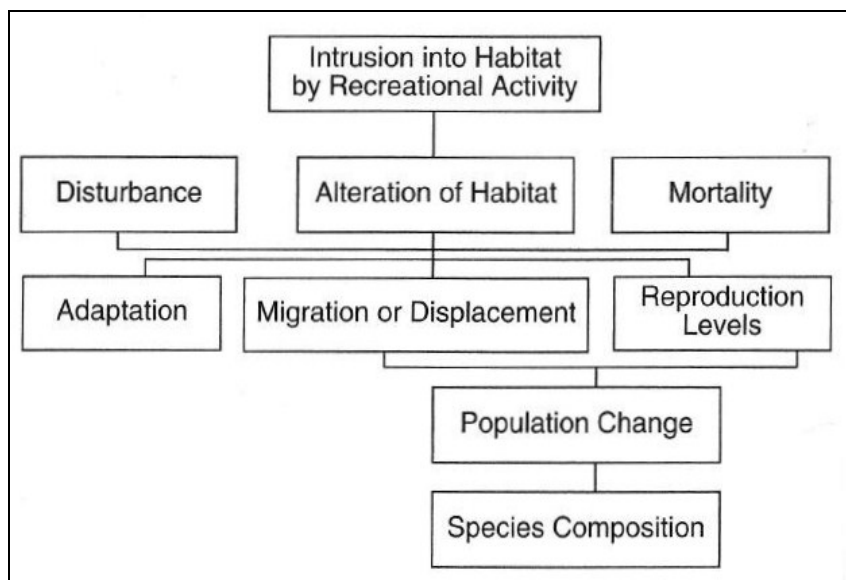 Intrusion into Habitat
by Recreational Activity
Disturbance
Alteration of Habitat
Mortality
Adaptation
Migration or Displacement
Reproduction
Levels
Population Change
Species Composition